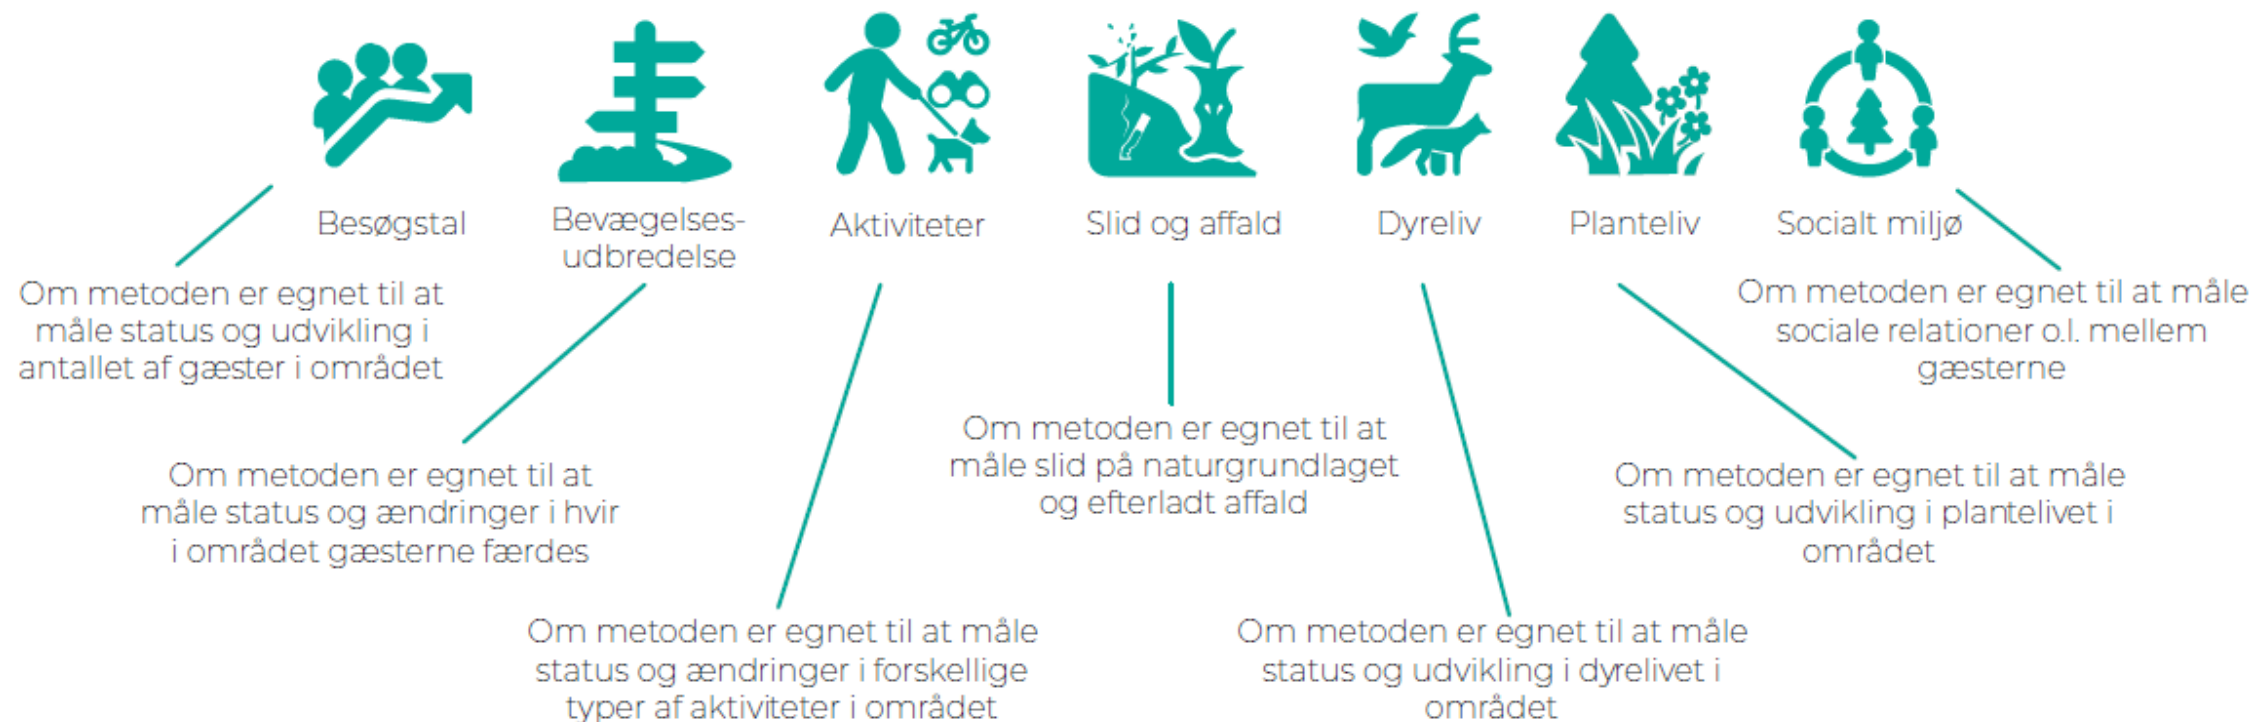 Besøgstal
Bevægelses-
udbredelse
Aktiviteter
Slid og affald
Dyreliv
Planteliv
Socialt miljø
Om metoden er egnet til at
måle status og udvikling i
antallet af gæster i området
Om metoden er egnet til at
måle status og ændringer i hvir
i området gæsterne færdes
Om metoden er egnet til at måle
status og ændringer i forskellige
typer af aktiviteter i området
Om metoden er egnet til at
måle slid på naturgrundlaget
og efterladt affald
Om metoden er egnet til at måle
status og udvikling i dyrelivet i
området
Om metoden er egnet til at måle
status og udvikling i plantelivet i
området
Om metoden er egnet til at måle
sociale relationer o.l. mellem
gæsterne